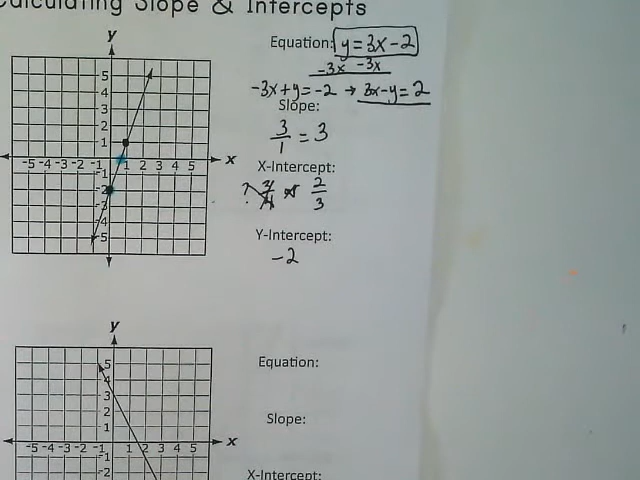 Calculating Slope & Intercepts
y
Equation: y=3x-2
-3x -3x
-3x+y=-2 → 3x-y=2
Slope:
3/1 = 3
X-Intercept:
? 2/3
Y-Intercept:
-2
5
4
3
2
1
-5 -4 -3 -2 -1 1 2 3 4 5 x
-1
-2
-3
-4
-5
y
Equation:
5
4
3
2
1
Slope:
-5 -4 -3 -2 -1 1 2 3 4 5 x
-1
-2
X-Intercept: